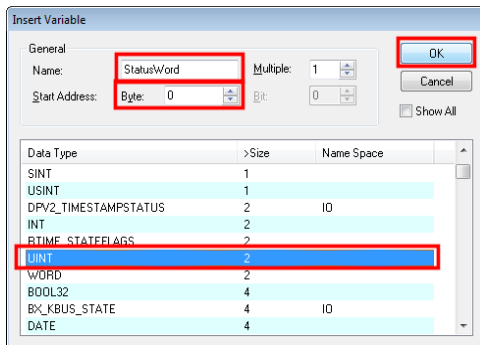 Insert Variable
General
Name: StatusWord Multiple: 1 OK
Start Address: Byte: 0 Bit: 0 Cancel
Show All
Data Type >Size Name Space
SINT 1
USINT 1
DPV2_TIMESTAMPSTATUS 2 IO
INT 2
RTIME_STATEFLAGS 2
UINT 2
WORD 2
BOOL32 4
BX_KBUS_STATE 4 IO
DATE 4